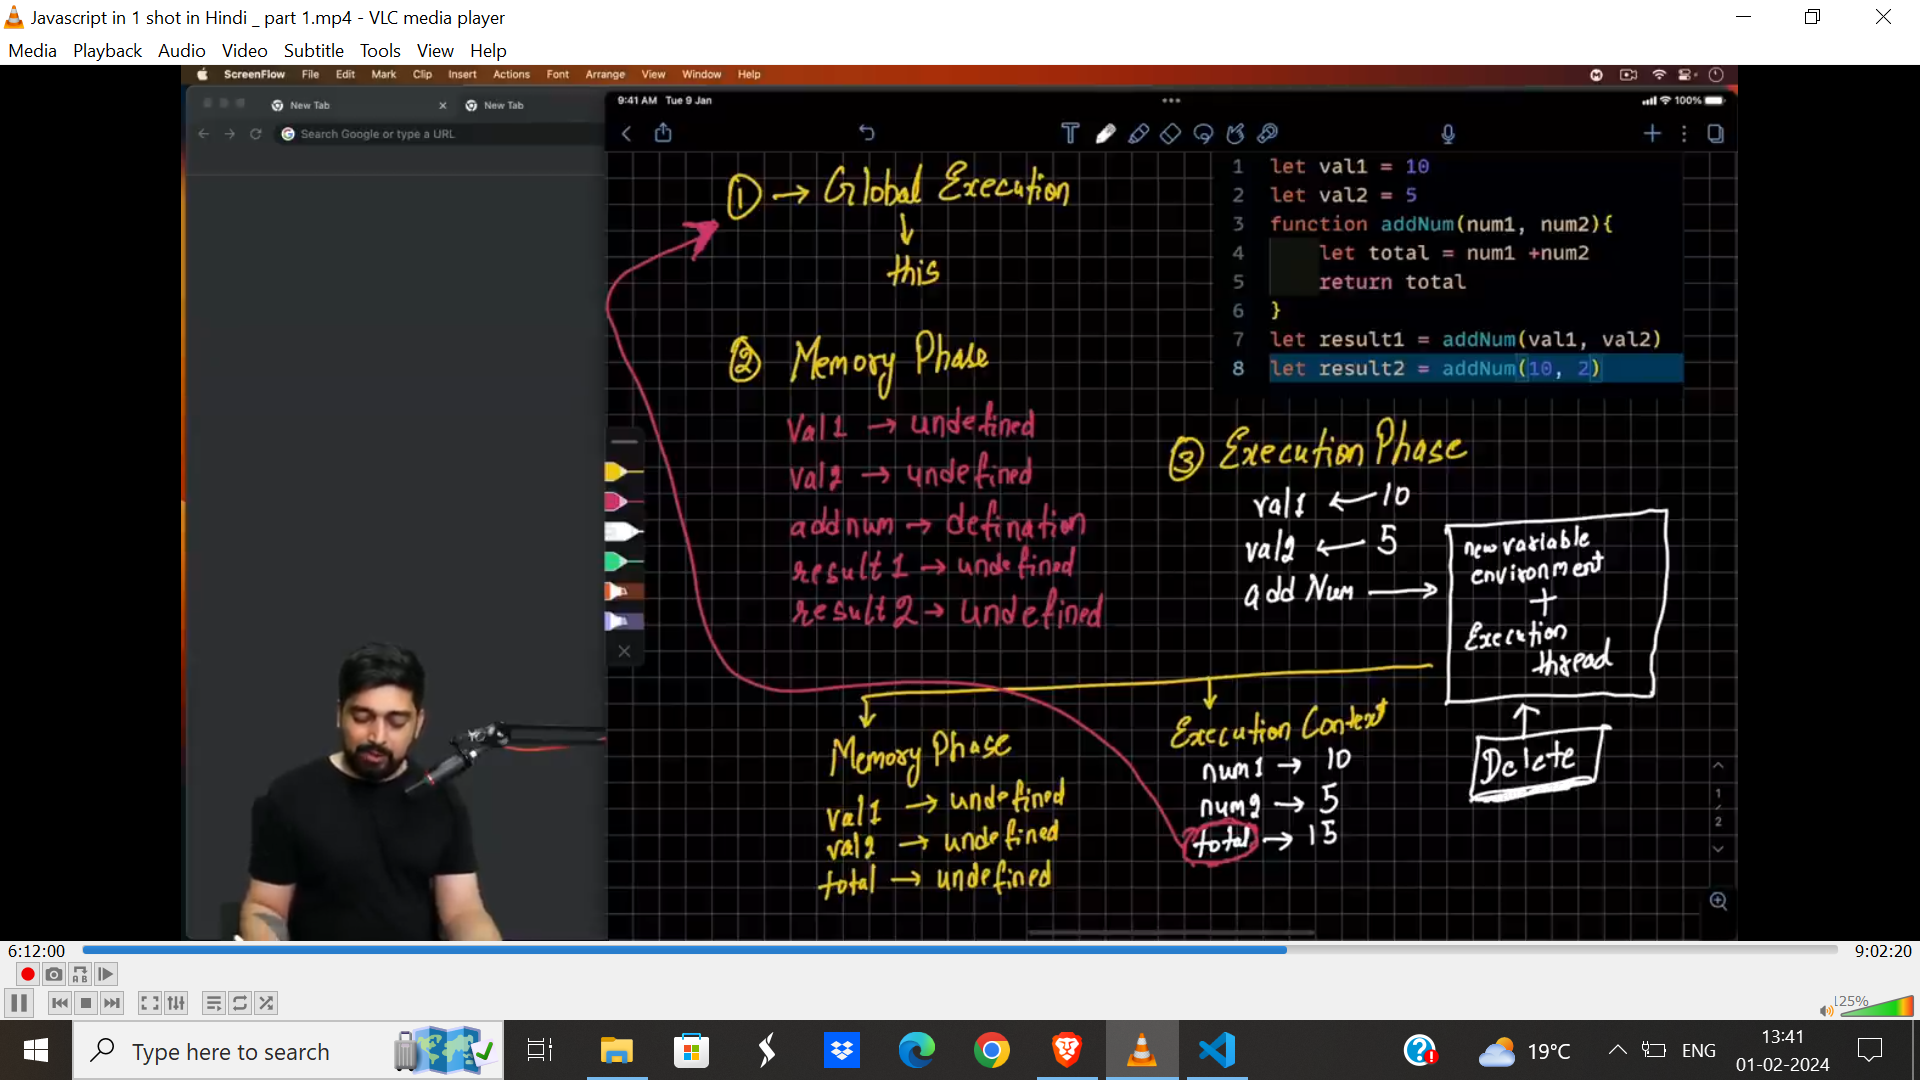 Javascript in 1 shot in Hindi _ part 1.mp4 - VLC media player
Media Playback Audio Video Subtitle Tools View Help
ScreenFlow File Edit Mark Clip Insert Actions Font Arrange View Window Help
New Tab
New Tab
Search Google or type a URL
9:41 AM Tue 9 Jan
100%
1 → Global Execution
this
2 Memory Phase
val1 → undefined
val2 → undefined
addnum → defination
result1 → undefined
result2 → undefined
1 let val1 = 10
2 let val2 = 5
3 function addNum(num1, num2){
4 let total = num1 +num2
5 return total
6 }
7 let result1 = addNum(val1, val2)
8 let result2 = addNum(10, 2)
3 Execution Phase
val1 ← 10
val2 ← 5
add Num →
new variable
environment
+
Execution
thread
Delete
Memory Phase
val1 → undefined
val2 → undefined
total → undefined
Execution Context
num1 → 10
num2 → 5
total → 15
1
/
2
6:12:00
9:02:20
125%
Type here to search
19°C
ENG
13:41
01-02-2024